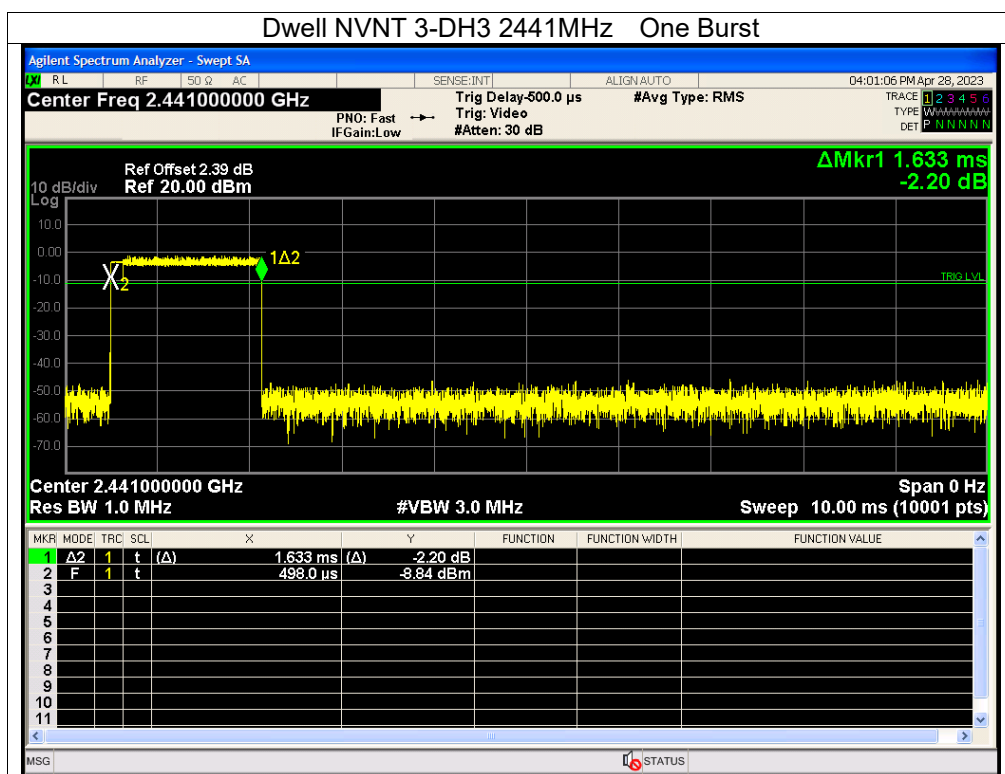 Dwell NVNT 3-DH3 2441MHz One Burst
Agilent Spectrum Analyzer - Swept SA
LXI RL RF 50 Ω AC SENSE:INT ALIGN AUTO 04:01:06 PM Apr 28, 2023
Center Freq 2.441000000 GHz
Trig Delay-500.0 µs #Avg Type: RMS
TRACE 1 2 3 4 5 6
PNO: Fast Trig: Video
TYPE WWWWWW
IFGain:Low #Atten: 30 dB
DET P N N N N N
ΔMkr1 1.633 ms
-2.20 dB
Ref Offset 2.39 dB
10 dB/div Ref 20.00 dBm
Log
10.0
0.00
-10.0
-20.0
-30.0
-40.0
-50.0
-60.0
-70.0
X2
1Δ2
TRIG LVL
Center 2.441000000 GHz Span 0 Hz
Res BW 1.0 MHz #VBW 3.0 MHz Sweep 10.00 ms (10001 pts)
MKR MODE TRC SCL X Y FUNCTION FUNCTION WIDTH FUNCTION VALUE
1 Δ2 1 t (Δ) 1.633 ms (Δ) -2.20 dB
2 F 1 t 498.0 µs -8.84 dBm
3
4
5
6
7
8
9
10
11
MSG STATUS